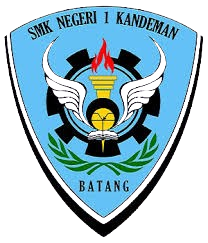 SMK NEGERI 1 KANDEMAN
BATANG